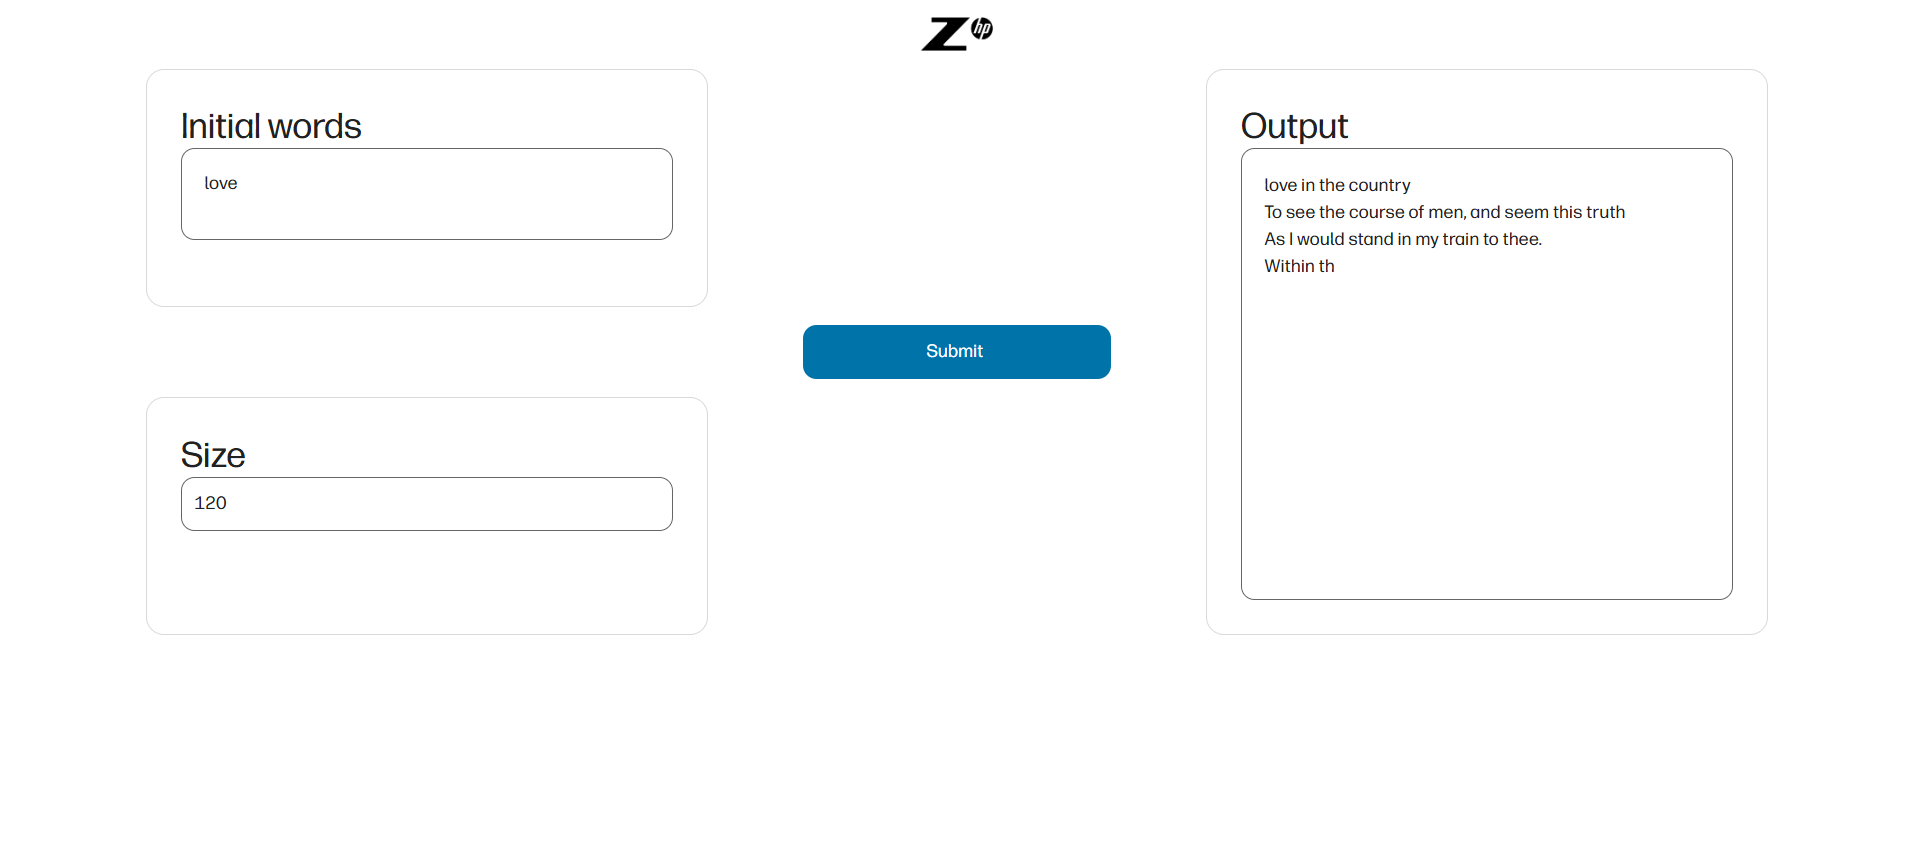 Z hp
Initial words
love
Submit
Size
120
Output
love in the country
To see the course of men, and seem this truth
As I would stand in my train to thee.
Within th